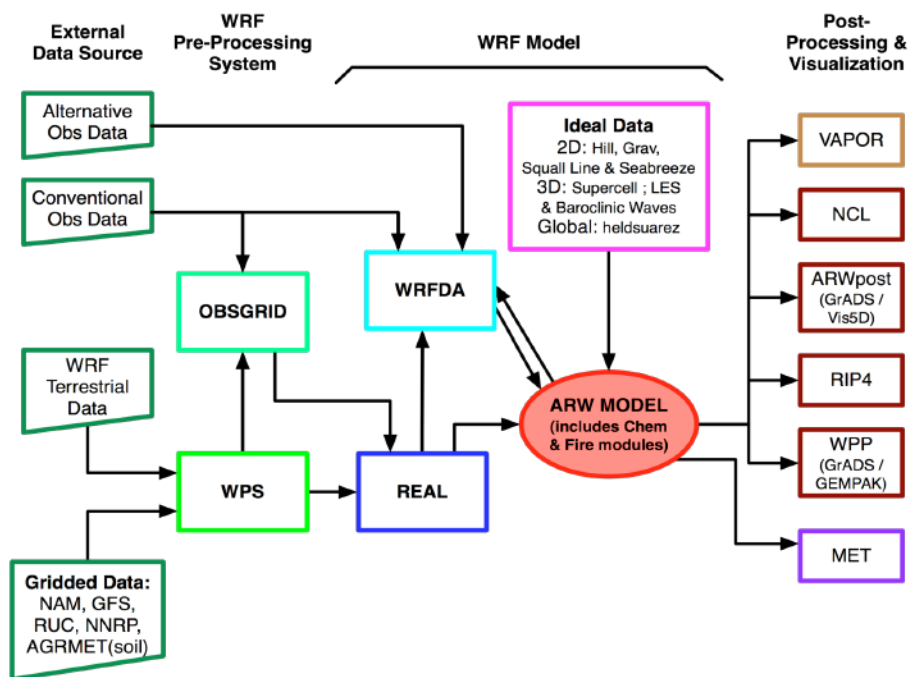 External
Data Source
WRF
Pre-Processing
System
WRF Model
Post-
Processing &
Visualization
Alternative
Obs Data
Conventional
Obs Data
WRF
Terrestrial
Data
Gridded Data:
NAM, GFS,
RUC, NNRP,
AGRMET(soil)
OBSGRID
WPS
WRFDA
REAL
Ideal Data
2D: Hill, Grav,
Squall Line & Seabreeze
3D: Supercell ; LES
& Baroclinic Waves
Global: heldsuarez
ARW MODEL
(includes Chem
& Fire modules)
VAPOR
NCL
ARWpost
(GrADS /
Vis5D)
RIP4
WPP
(GrADS /
GEMPAK)
MET